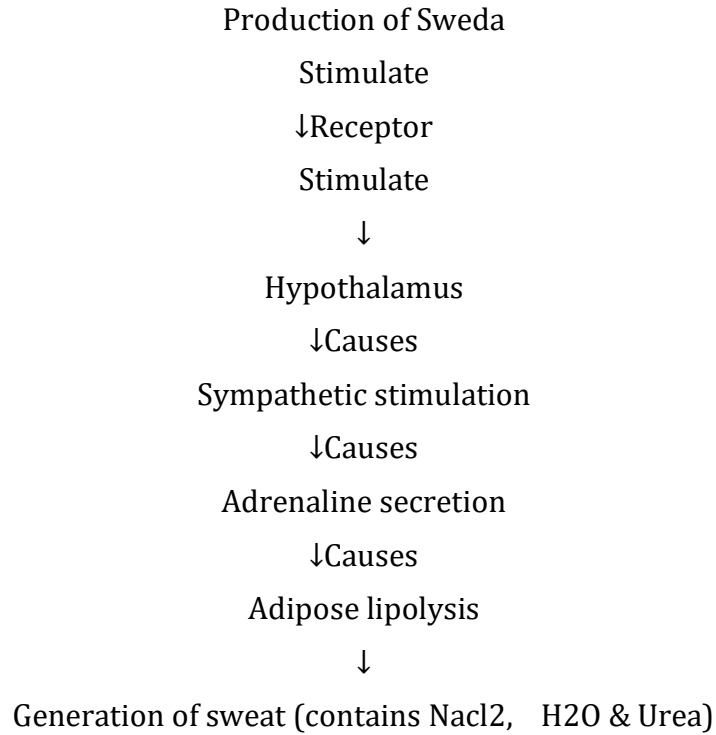 Production of Sweda
Stimulate
↓Receptor
Stimulate
↓
Hypothalamus
↓Causes
Sympathetic stimulation
↓Causes
Adrenaline secretion
↓Causes
Adipose lipolysis
↓
Generation of sweat (contains Nacl2, H2O & Urea)